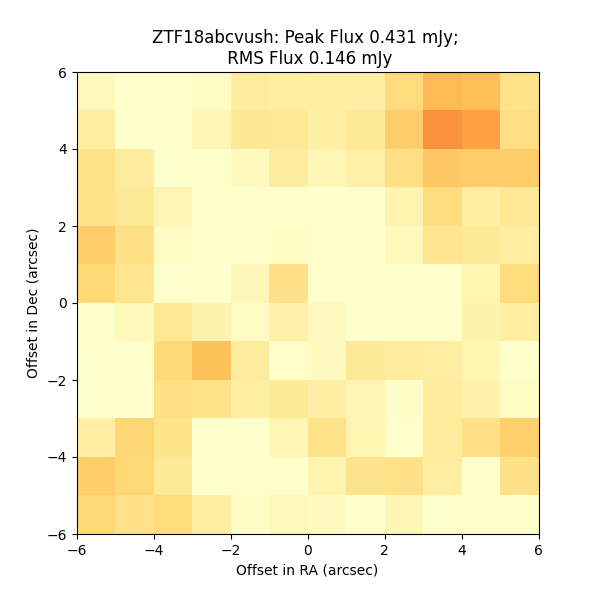 ZTF18abcvush: Peak Flux 0.431 mJy;
RMS Flux 0.146 mJy
6
4
2
0
−2
−4
−6
Offset in Dec (arcsec)
−6 −4 −2 0 2 4 6
Offset in RA (arcsec)